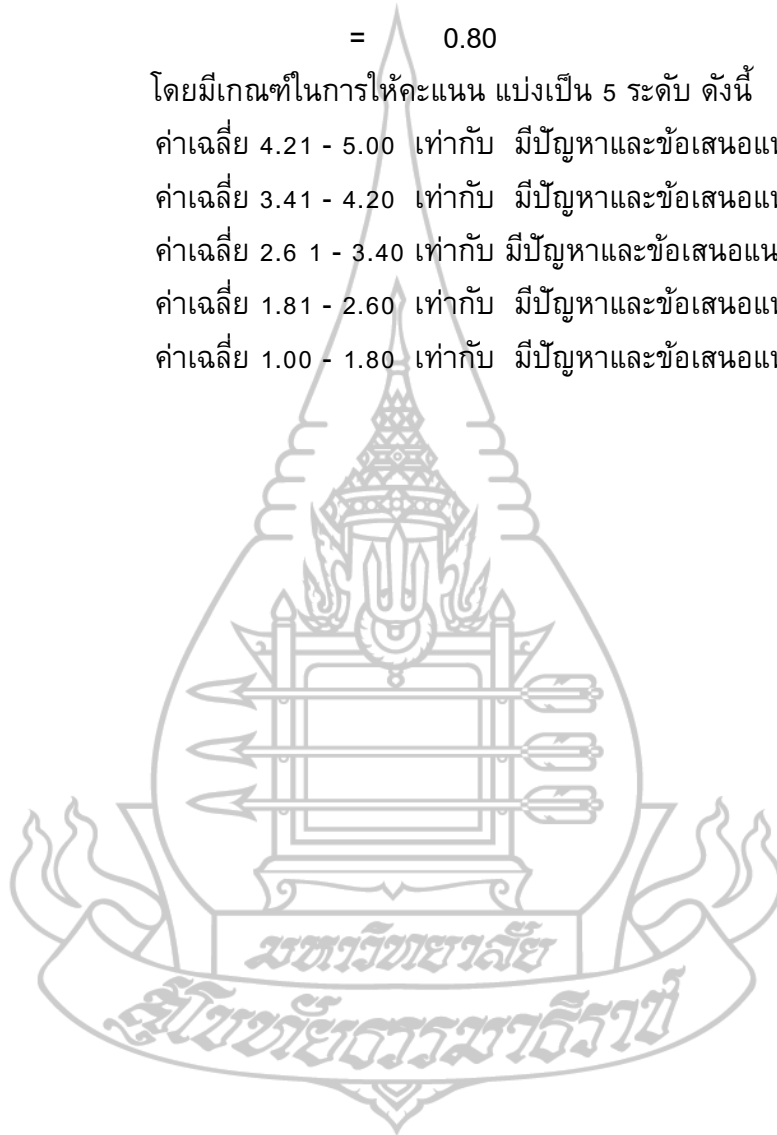 = 0.80
โดยมีเกณฑ์ในการให้คะแนน แบ่งเป็น 5 ระดับ ดังนี้
ค่าเฉลี่ย 4.21 - 5.00 เท่ากับ มีปัญหาและข้อเสนอแ
ค่าเฉลี่ย 3.41 - 4.20 เท่ากับ มีปัญหาและข้อเสนอแ
ค่าเฉลี่ย 2.6 1 - 3.40 เท่ากับ มีปัญหาและข้อเสนอแน
ค่าเฉลี่ย 1.81 - 2.60 เท่ากับ มีปัญหาและข้อเสนอแ
ค่าเฉลี่ย 1.00 - 1.80 เท่ากับ มีปัญหาและข้อเสนอแ
มหาวิทยาลัย
สุโขทัยธรรมาธิราช